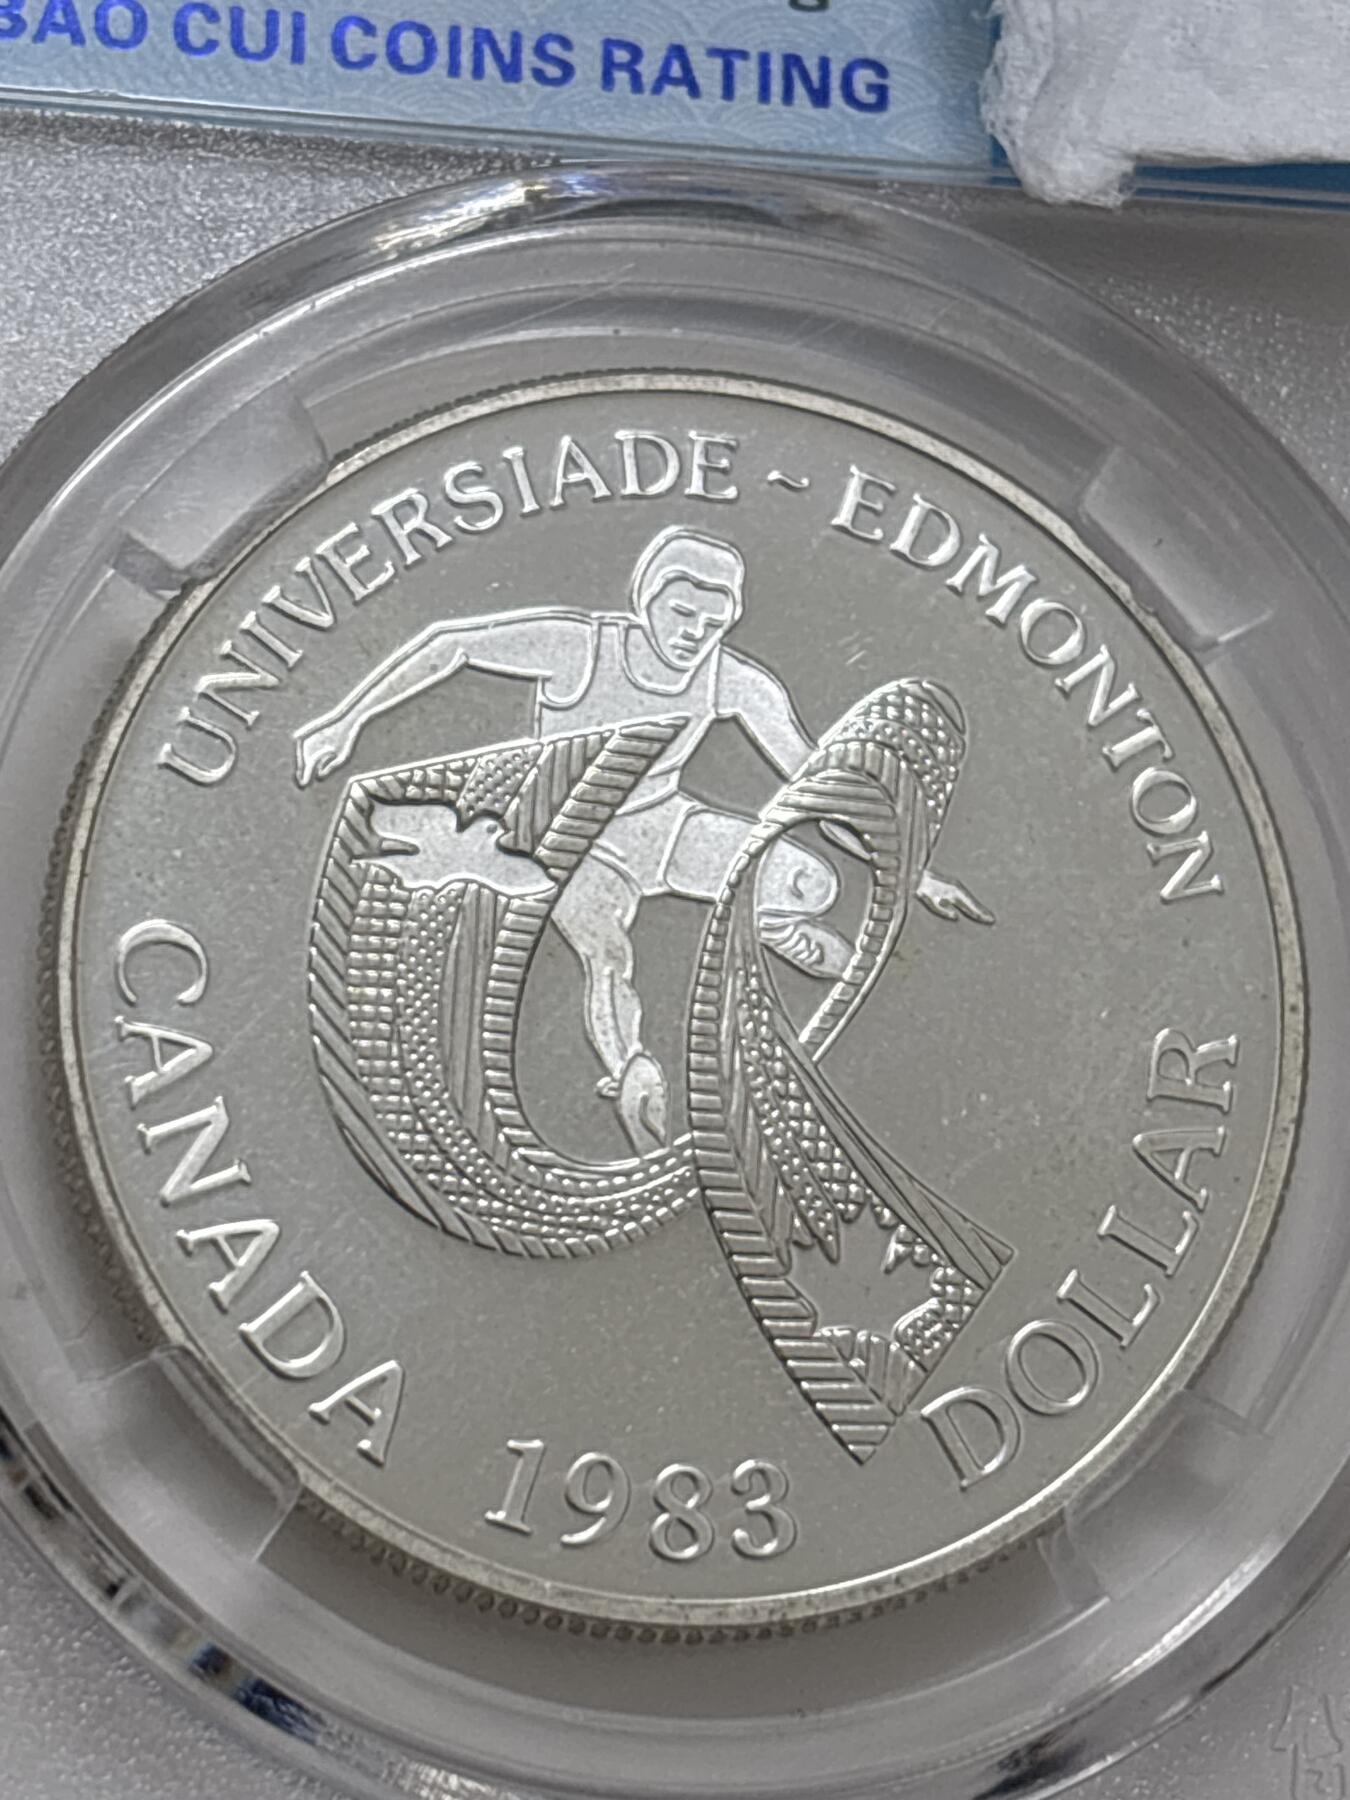 BAO CUI COINS RATING
UNIVERSIADE ~ EDMONTON
CANADA 1983 DOLLAR